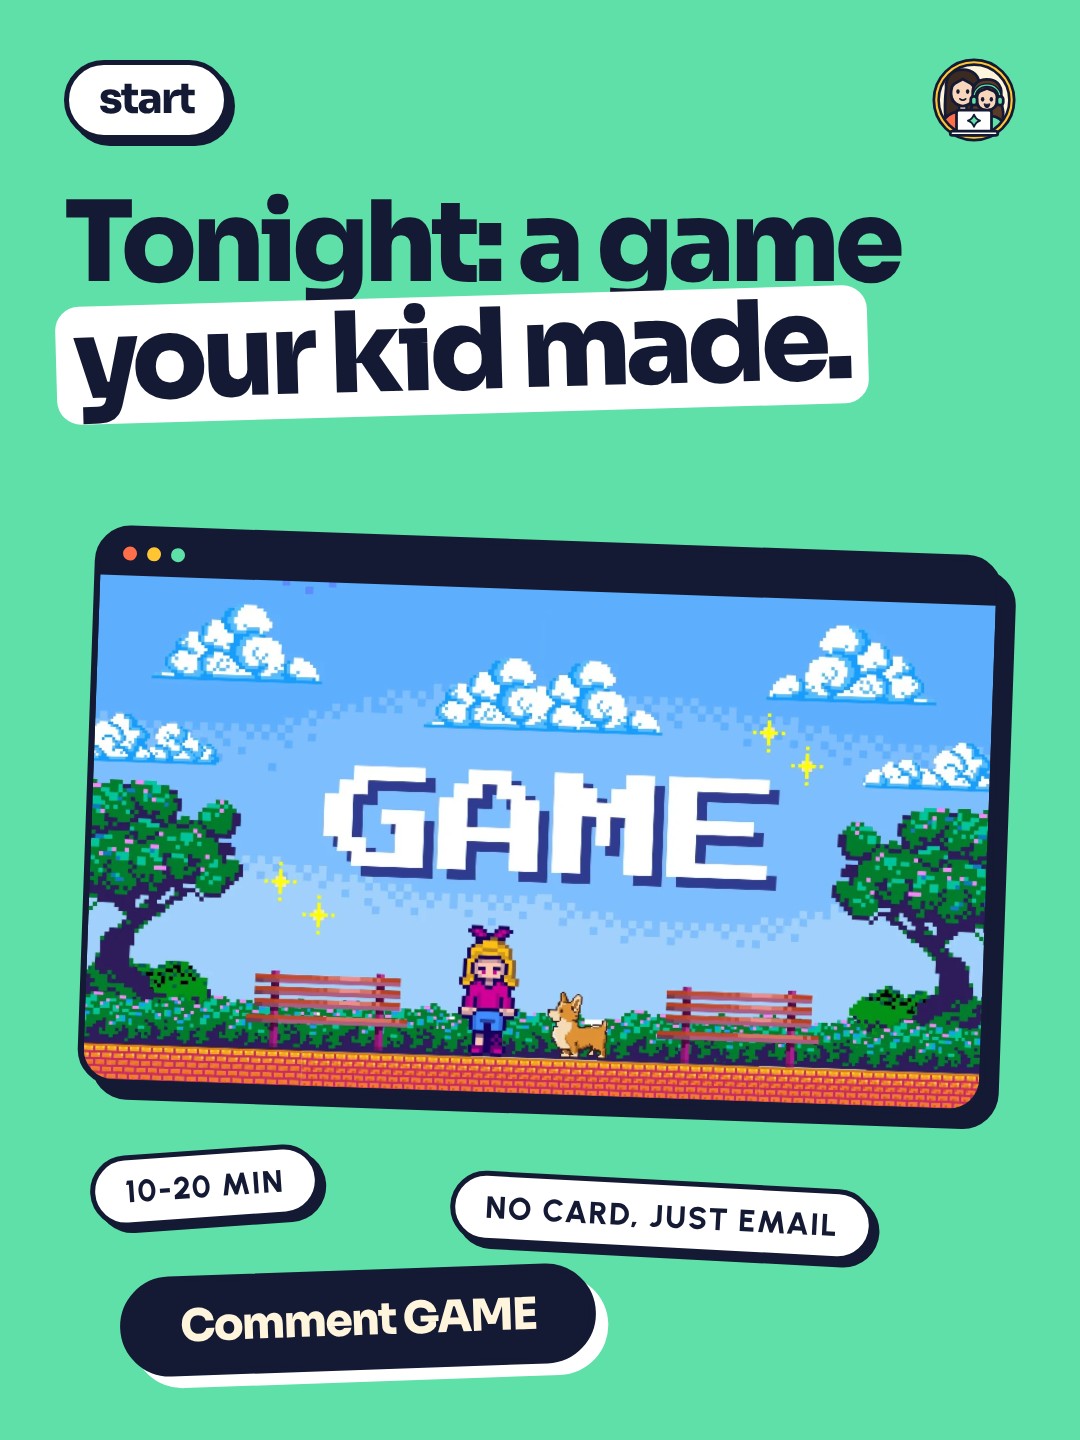 start
Tonight: a game
your kid made.
GAME
10-20 MIN
NO CARD, JUST EMAIL
Comment GAME